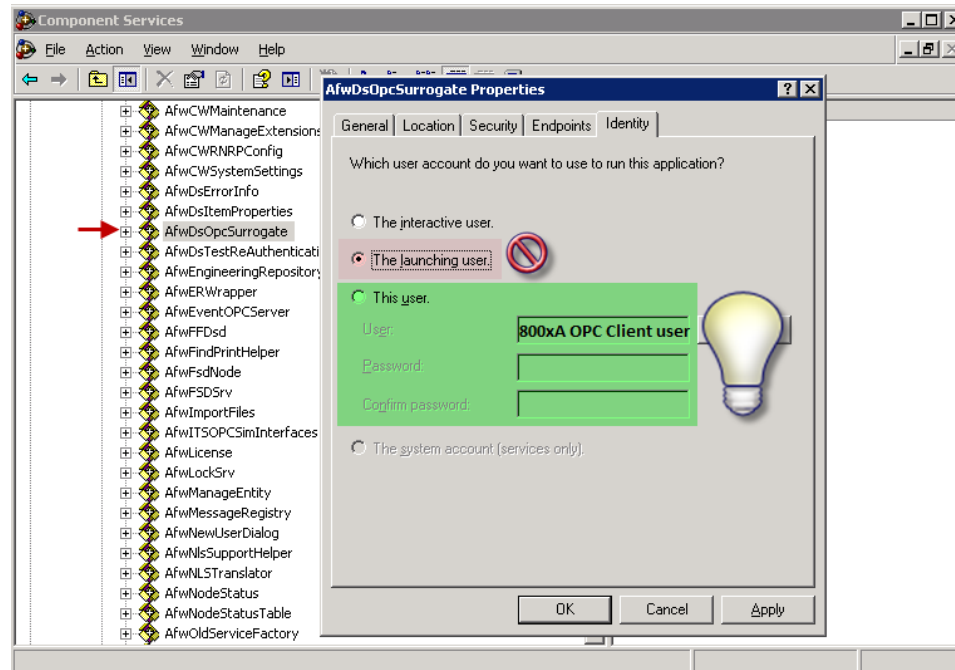 Component Services
File Action View Window Help
AfwCWMaintenance
AfwCWManageExtensions
AfwCWRNRPConfig
AfwCWSystemSettings
AfwDsErrorInfo
AfwDsItemProperties
AfwDsOpcSurrogate
AfwDsTestReAuthenticati
AfwEngineeringRepository
AfwERWrapper
AfwEventOPCServer
AfwFFDsd
AfwFindPrintHelper
AfwFsdNode
AfwFSDSrv
AfwImportFiles
AfwITSOPCSimInterfaces
AfwLicense
AfwLockSrv
AfwManageEntity
AfwMessageRegistry
AfwNewUserDialog
AfwNlsSupportHelper
AfwNLSTranslator
AfwNodeStatus
AfwNodeStatusTable
AfwOldServiceFactory
AfwDsOpcSurrogate Properties
General Location Security Endpoints Identity
Which user account do you want to use to run this application?
The interactive user.
The launching user.
This user.
User: 800xA OPC Client user
Password:
Confirm password:
The system account (services only).
OK Cancel Apply